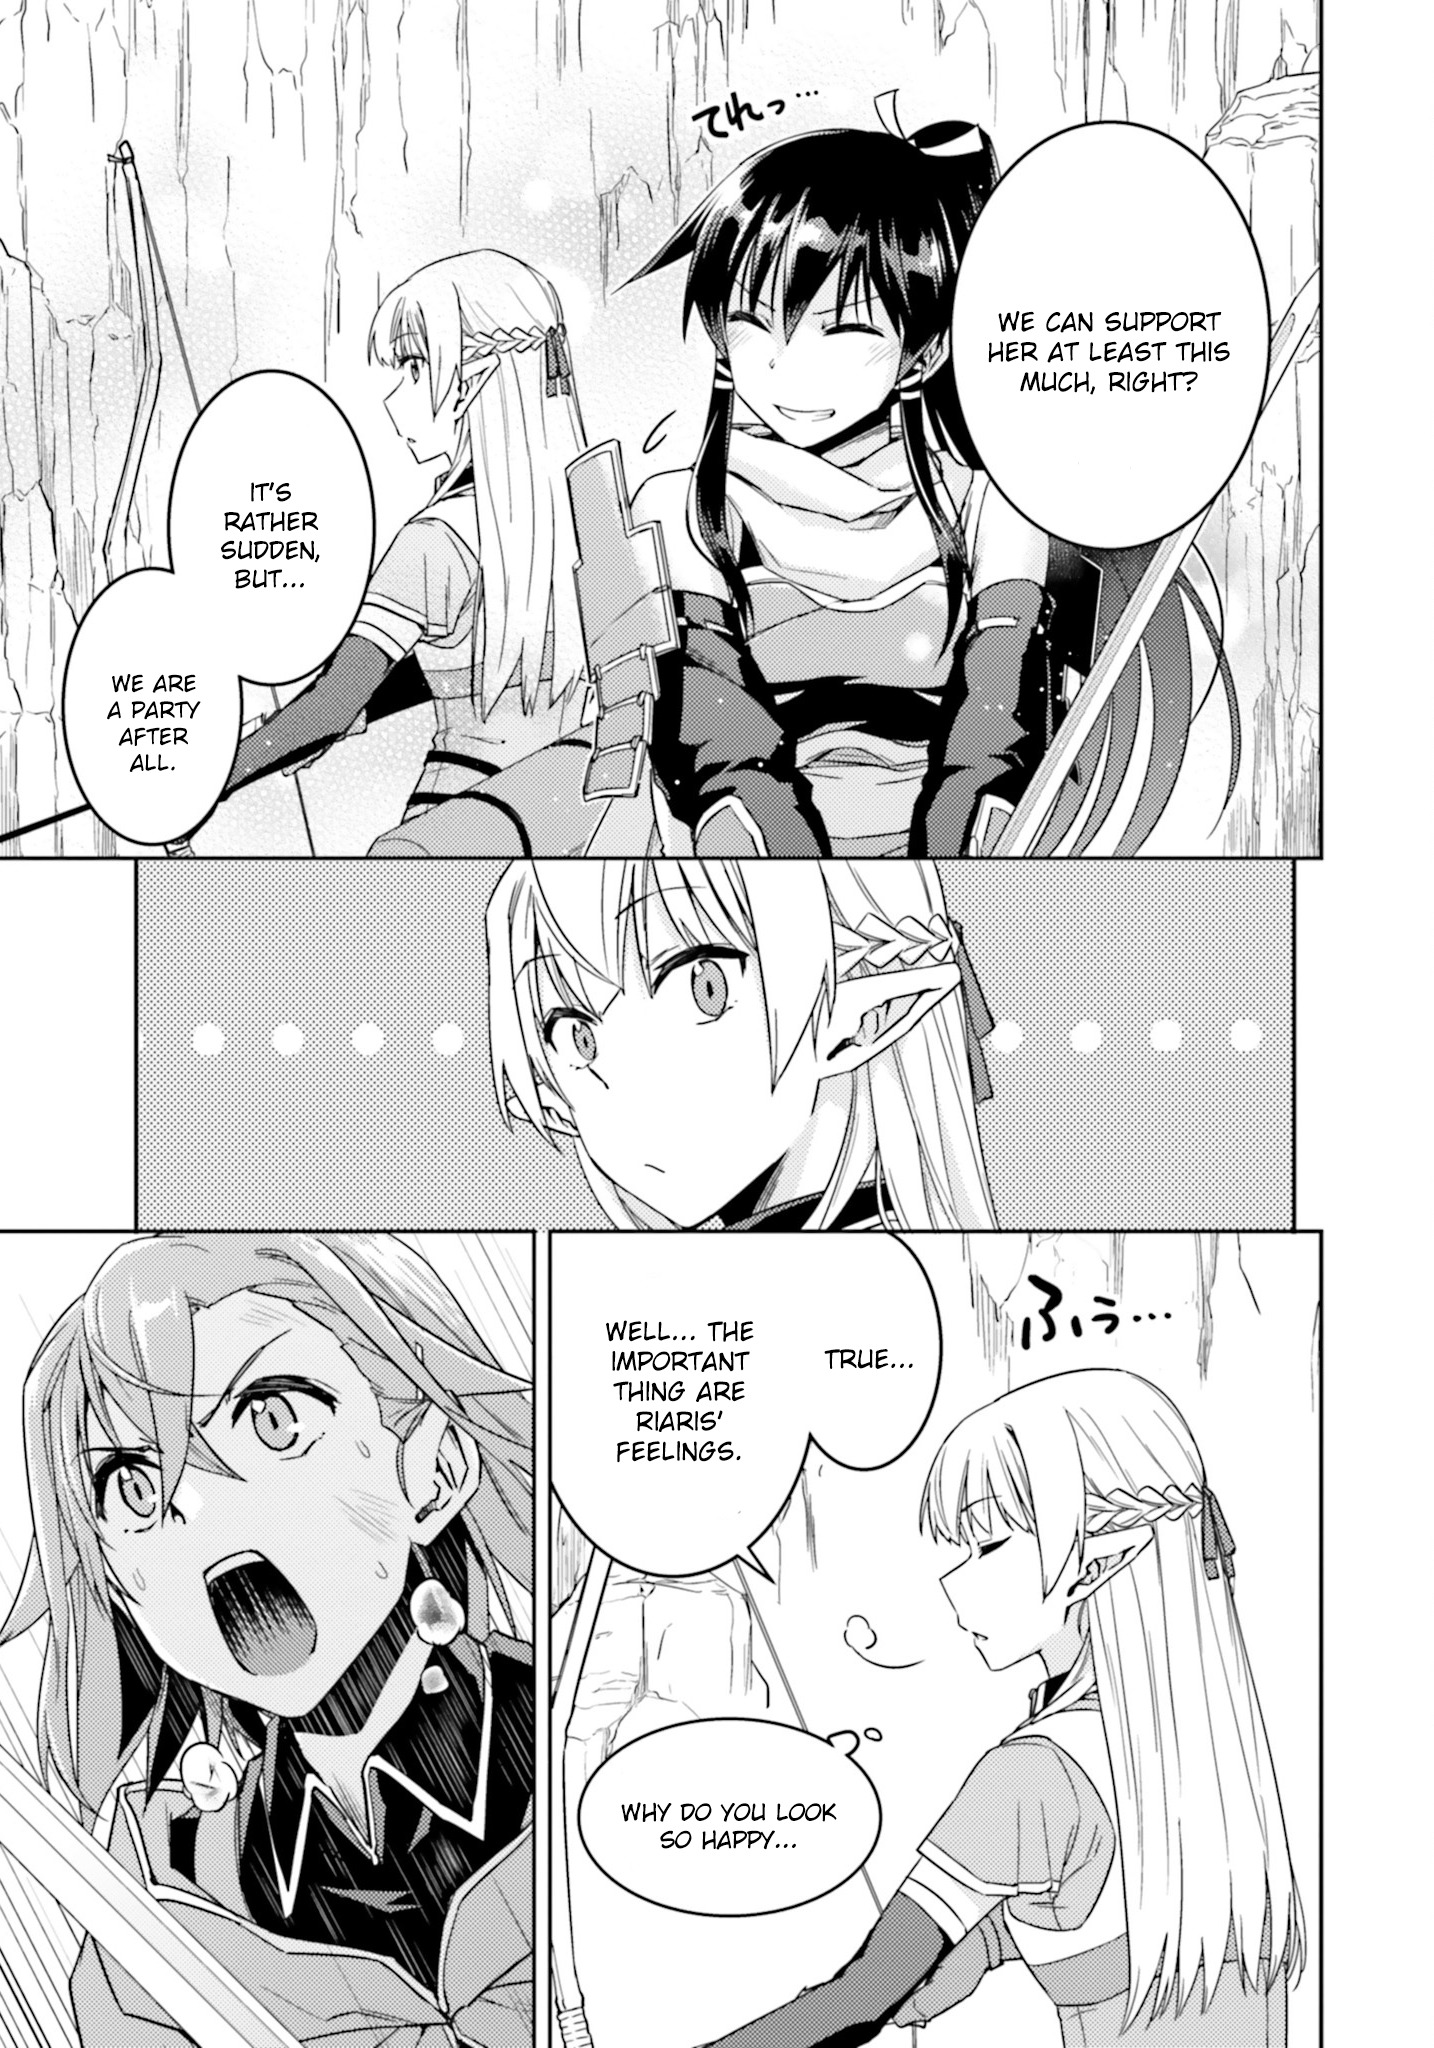 てれっ…
WE CAN SUPPORT
HER AT LEAST THIS
MUCH, RIGHT?
IT'S
RATHER
SUDDEN,
BUT...
WE ARE
A PARTY
AFTER
ALL.
ふぅ…
TRUE...
WELL... THE
IMPORTANT
THING ARE
RIARIS'
FEELINGS.
WHY DO YOU LOOK
SO HAPPY...